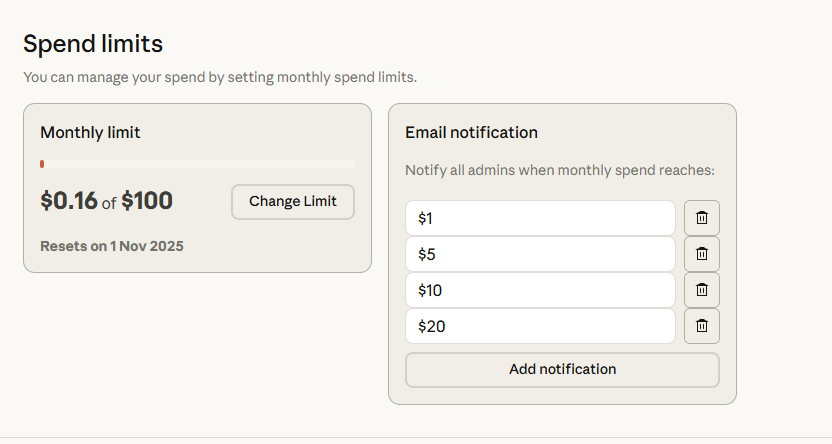 Spend limits
You can manage your spend by setting monthly spend limits.
Monthly limit
$0.16 of $100
Change Limit
Resets on 1 Nov 2025
Email notification
Notify all admins when monthly spend reaches:
$1
$5
$10
$20
Add notification